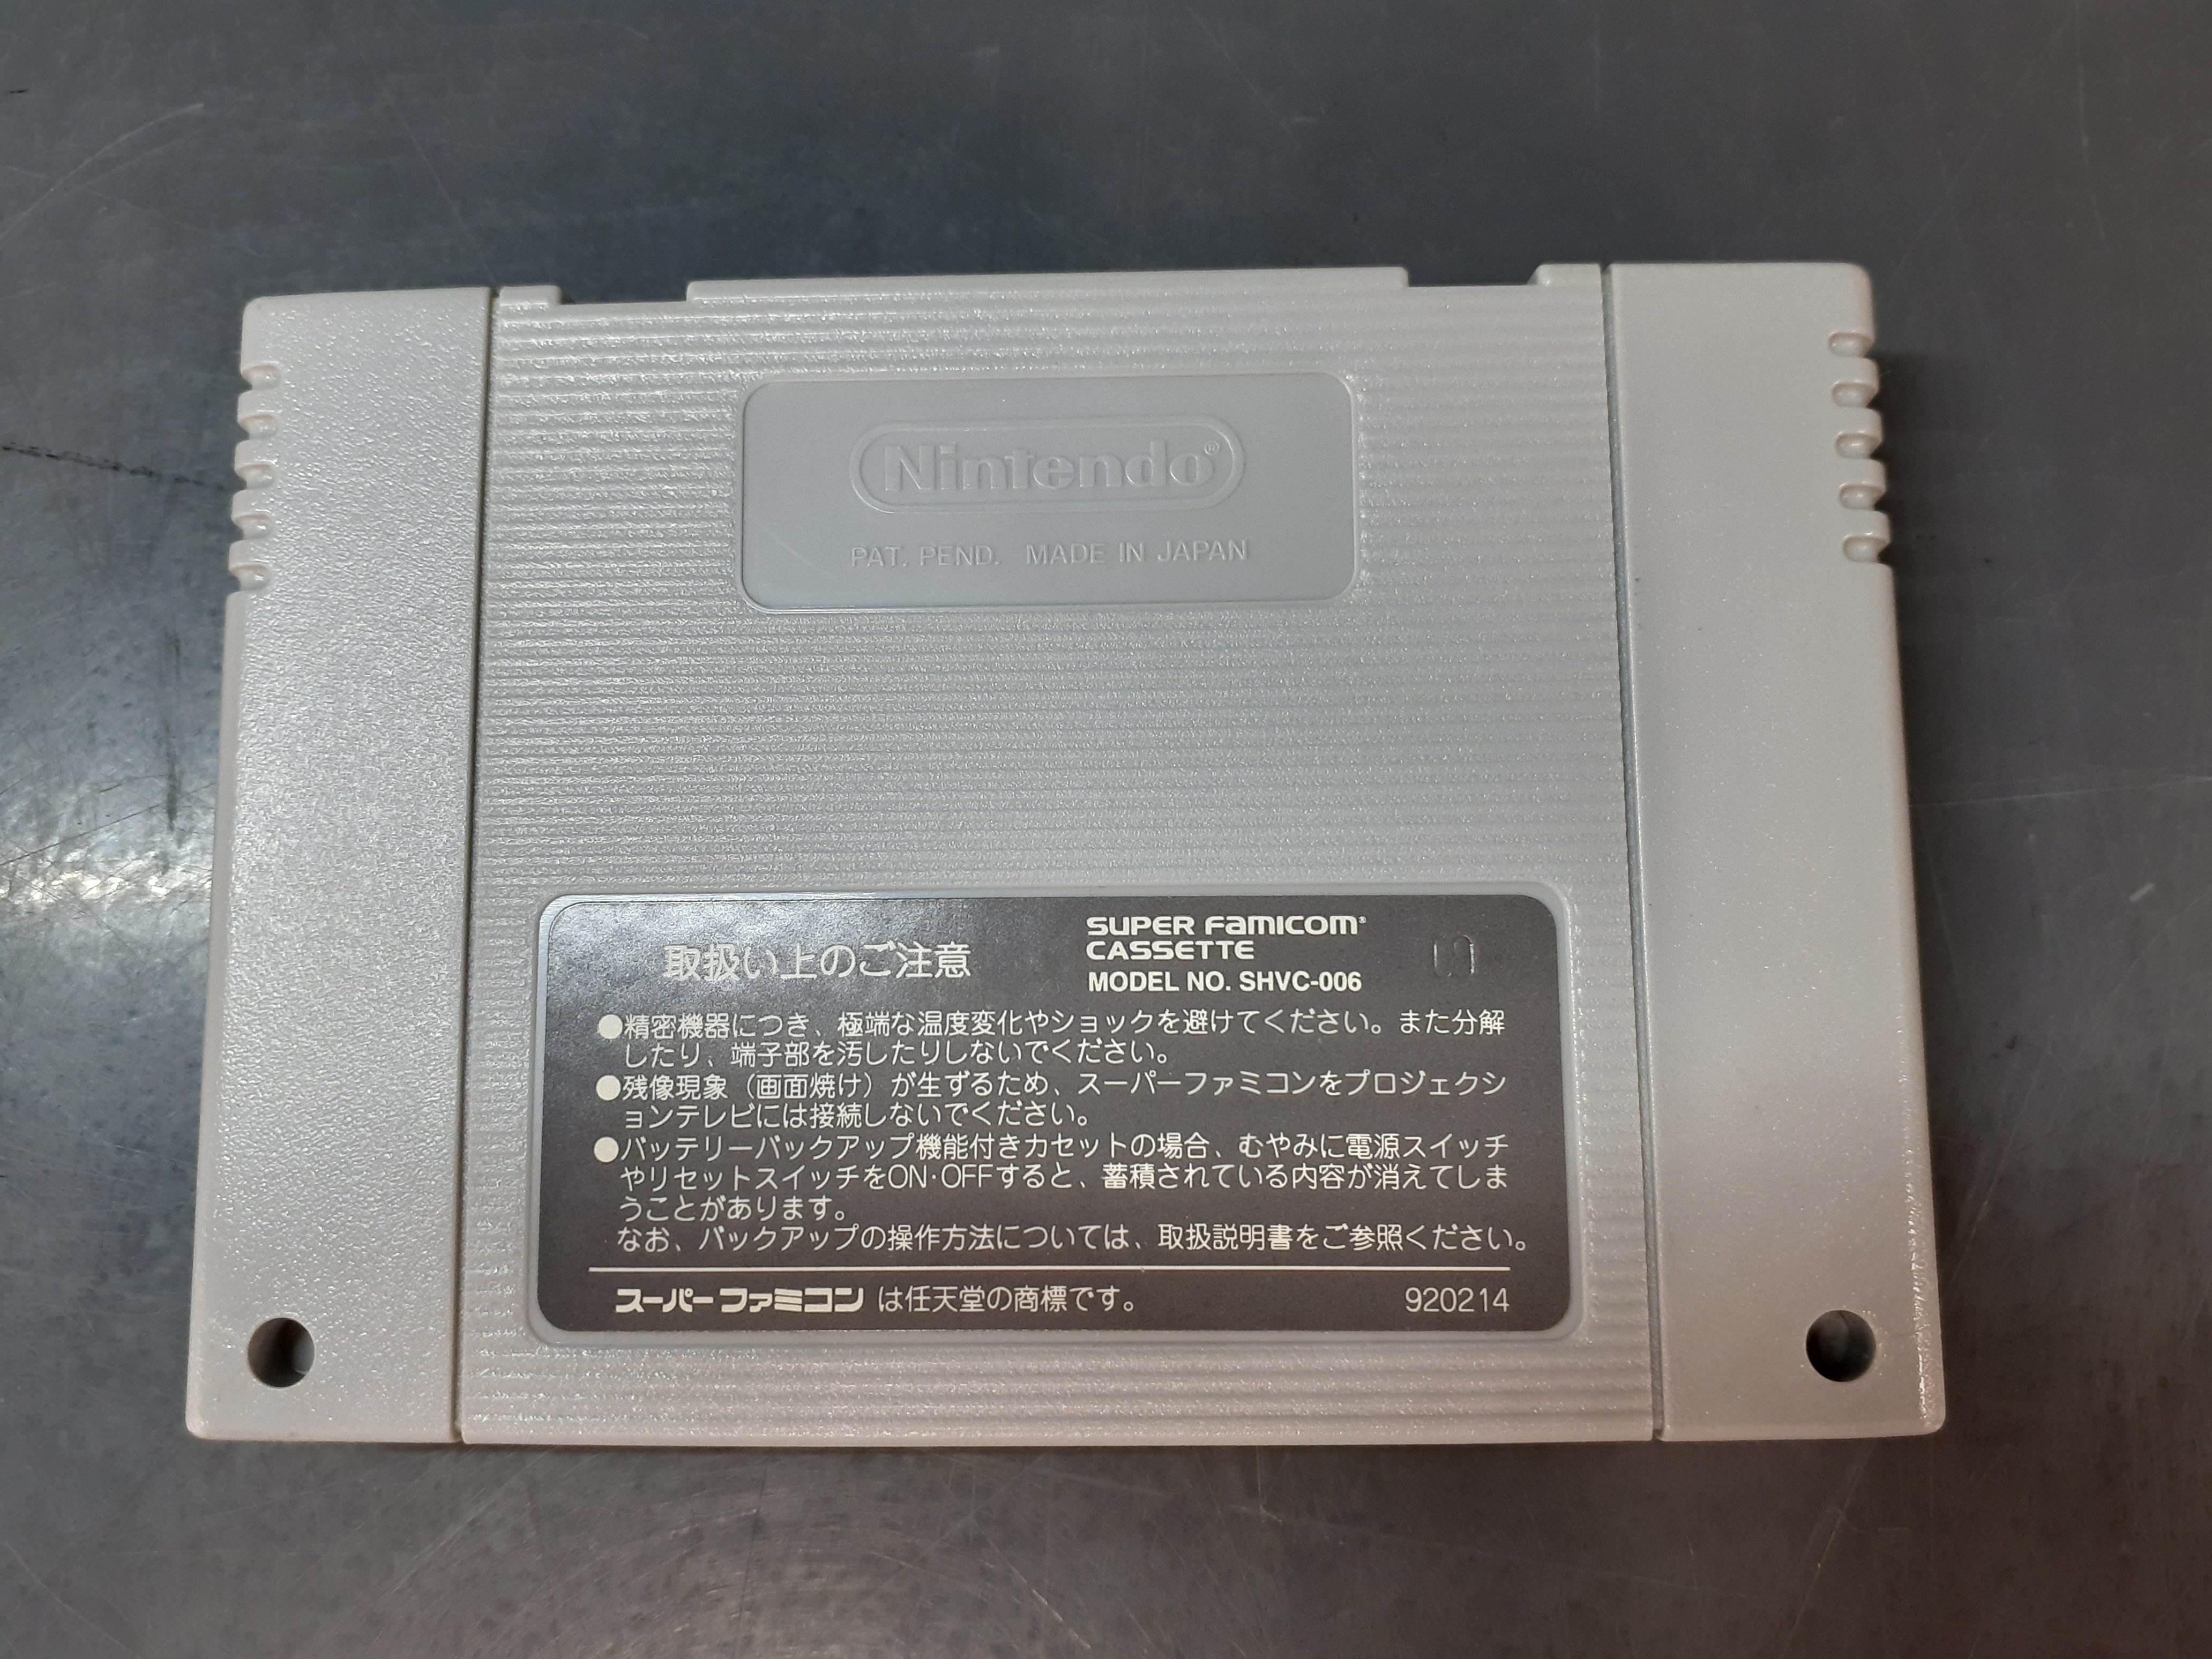 Nintendo®
PAT. PEND. MADE IN JAPAN
取扱い上のご注意
SUPER FAMICOM®
CASSETTE
MODEL NO. SHVC-006
●精密機器につき、極端な温度変化やショックを避けてください。また分解
したり、端子部を汚したりしないでください。
●残像現象（画面焼け）が生ずるため、スーパーファミコンをプロジェクシ
ョンテレビには接続しないでください。
●バッテリーバックアップ機能付きカセットの場合、むやみに電源スイッチ
やリセットスイッチをON·OFFすると、蓄積されている内容が消えてしま
うことがあります。
なお、バックアップの操作方法については、取扱説明書をご参照ください。
スーパーファミコン は任天堂の商標です。
920214